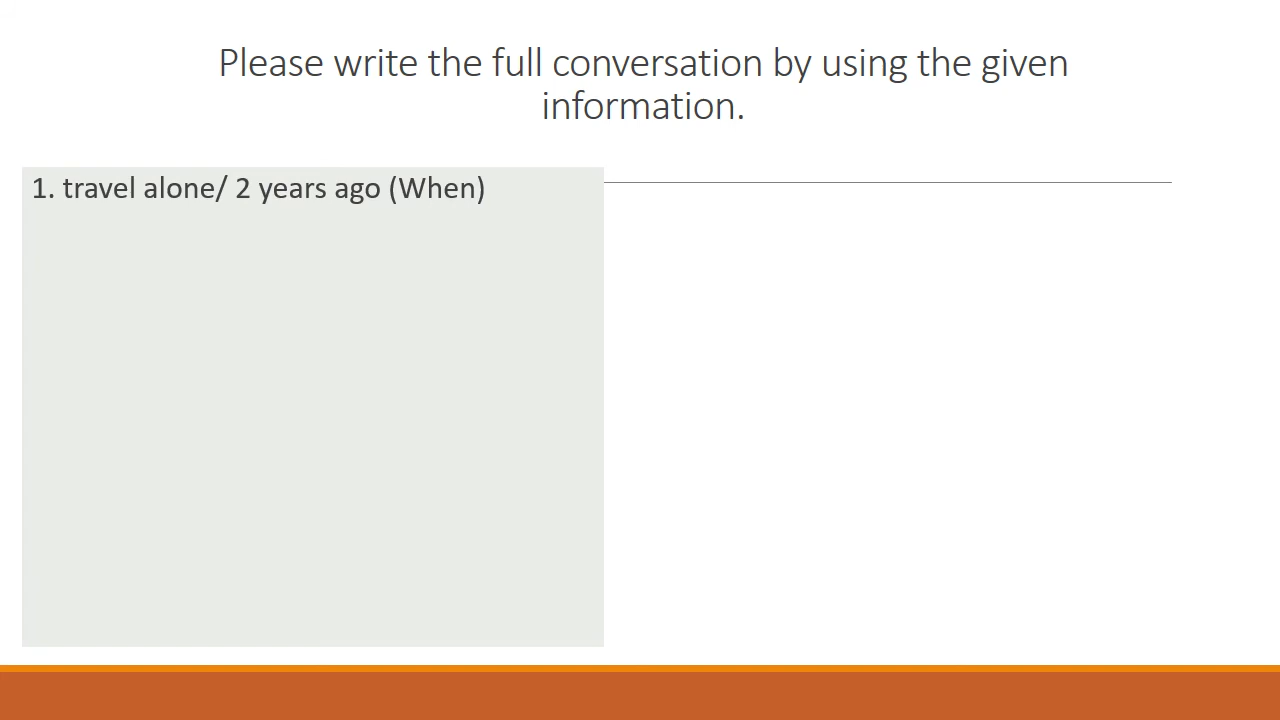 Please write the full conversation by using the given
information.
1. travel alone/ 2 years ago (When)